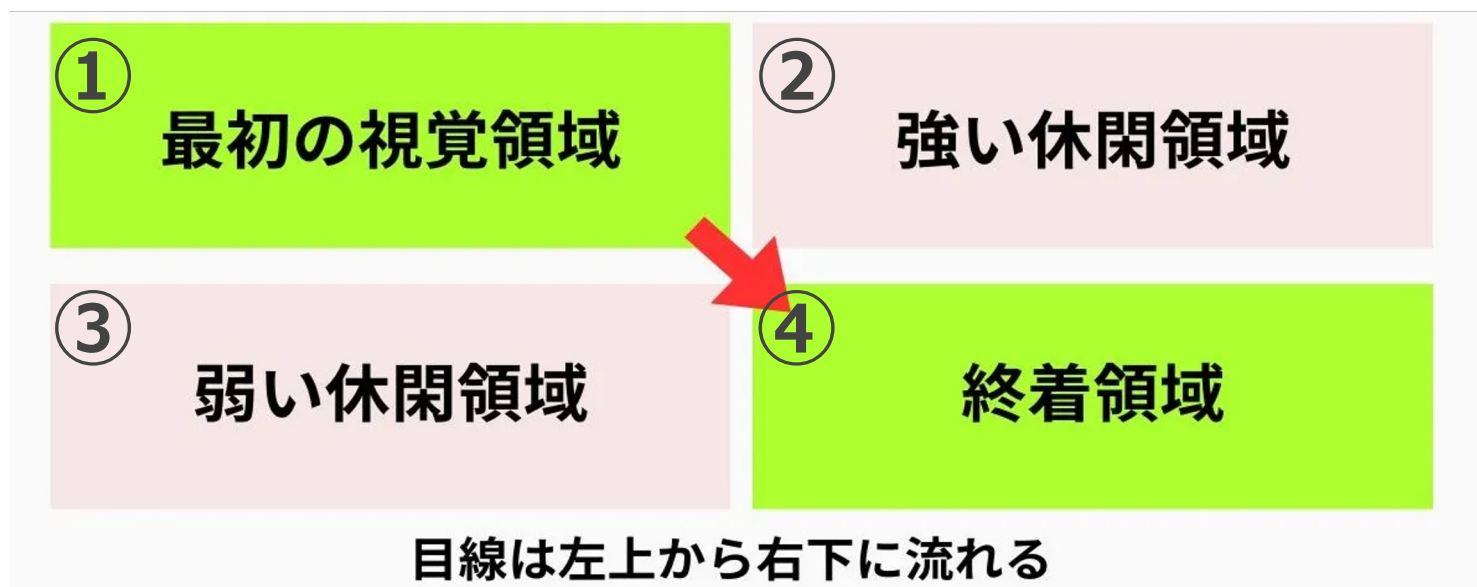 ①
最初の視覚領域
②
強い休閑領域
③
弱い休閑領域
④
終着領域
目線は左上から右下に流れる